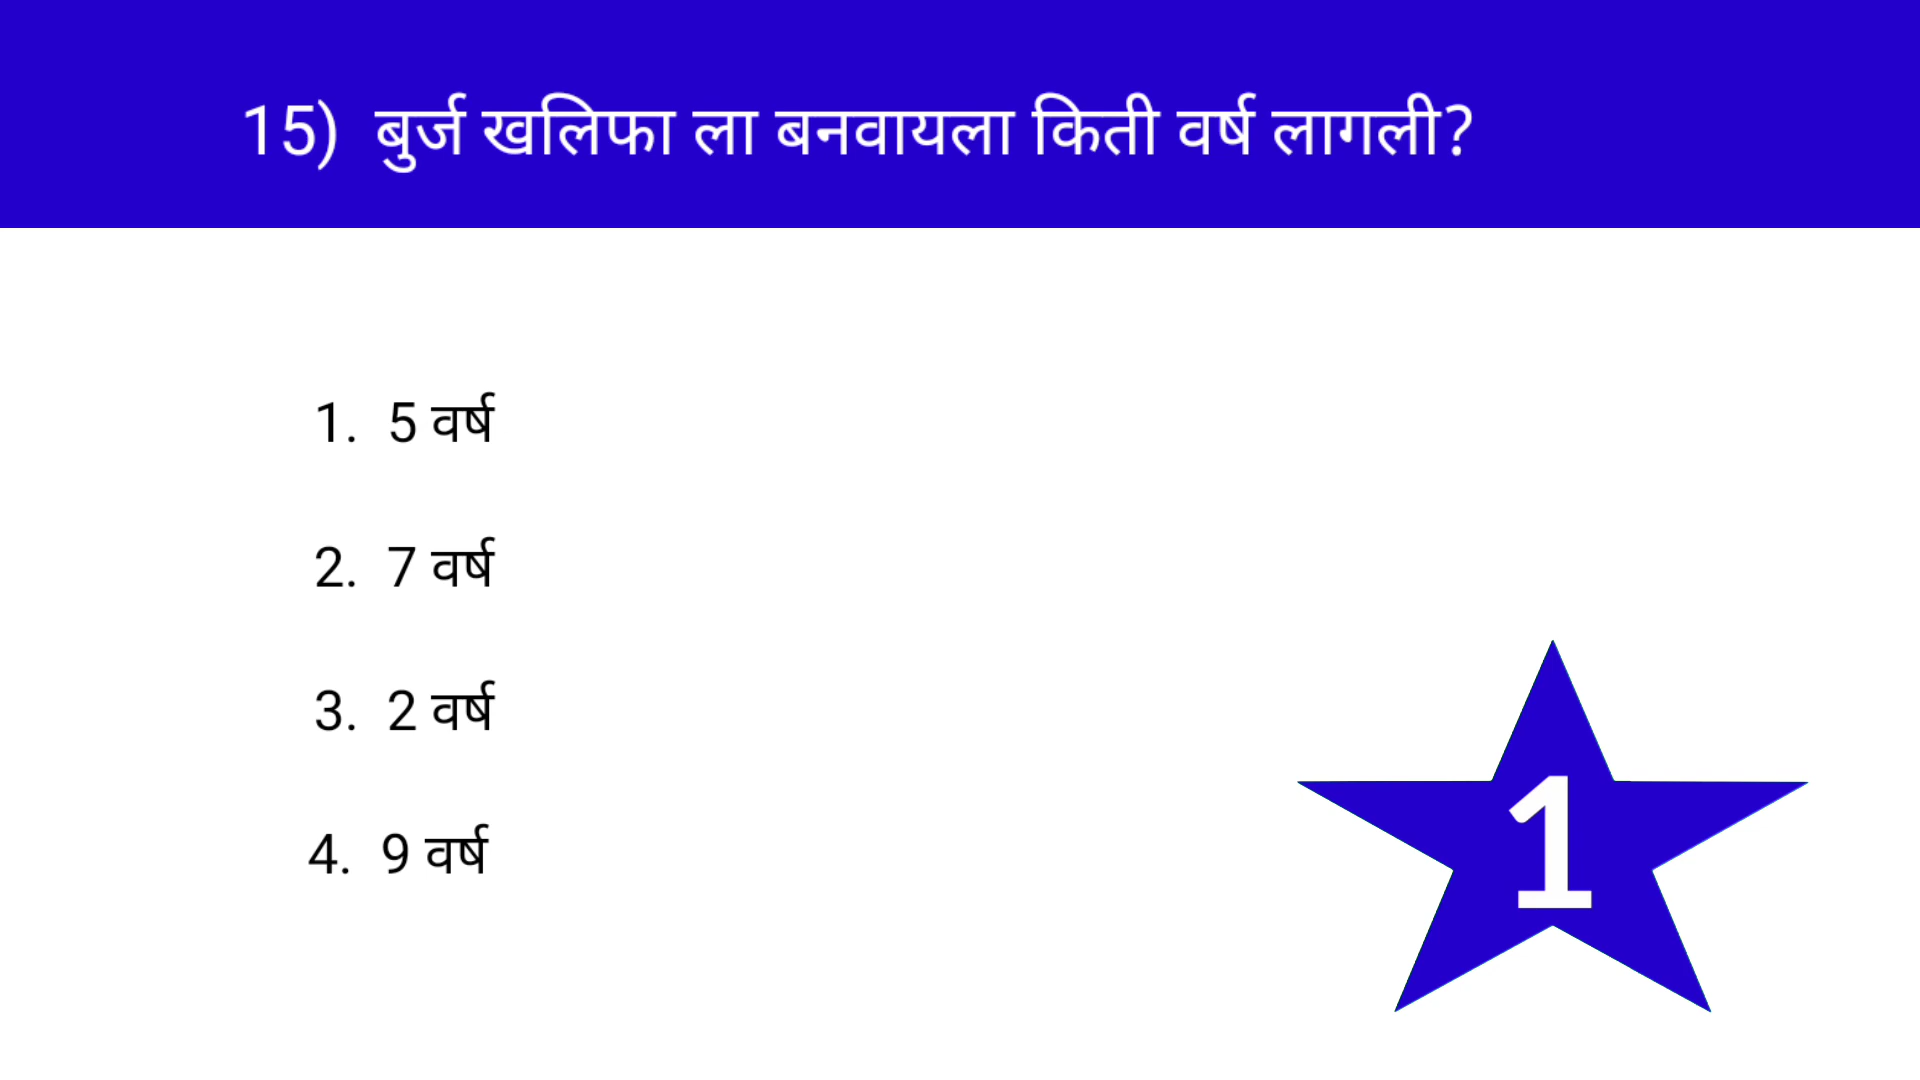 15) बुर्ज खलिफा ला बनवायला किती वर्ष लागली?
1. 5 वर्ष
2. 7 वर्ष
3. 2 वर्ष
4. 9 वर्ष
1